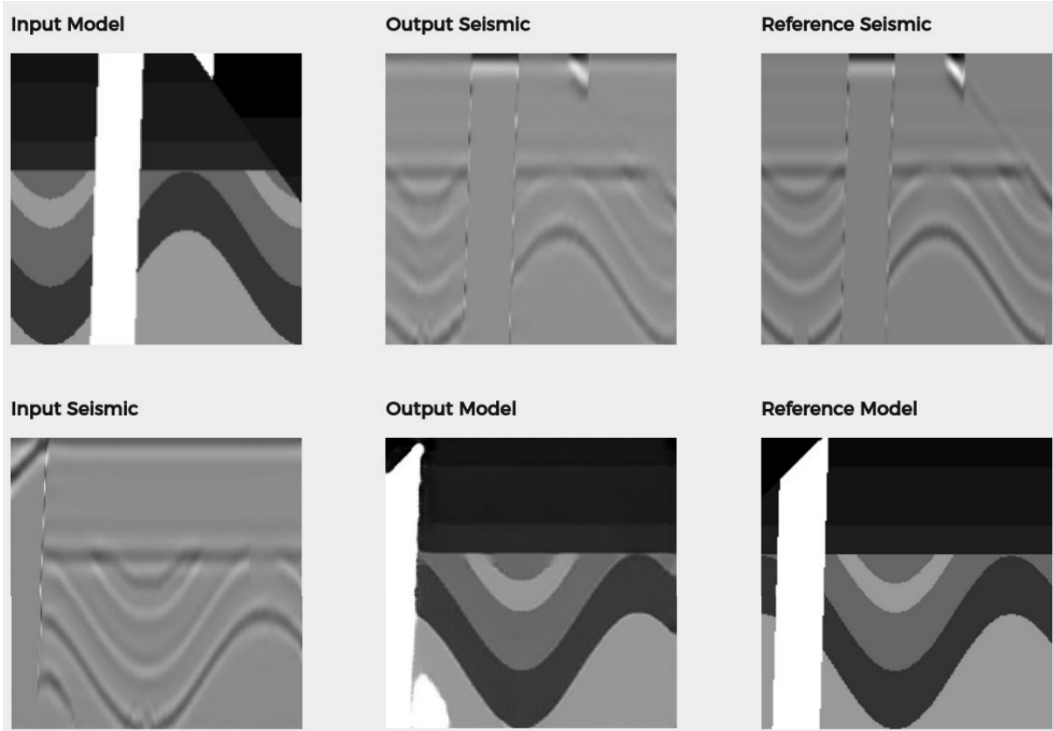 Input Model
Output Seismic
Reference Seismic
Input Seismic
Output Model
Reference Model